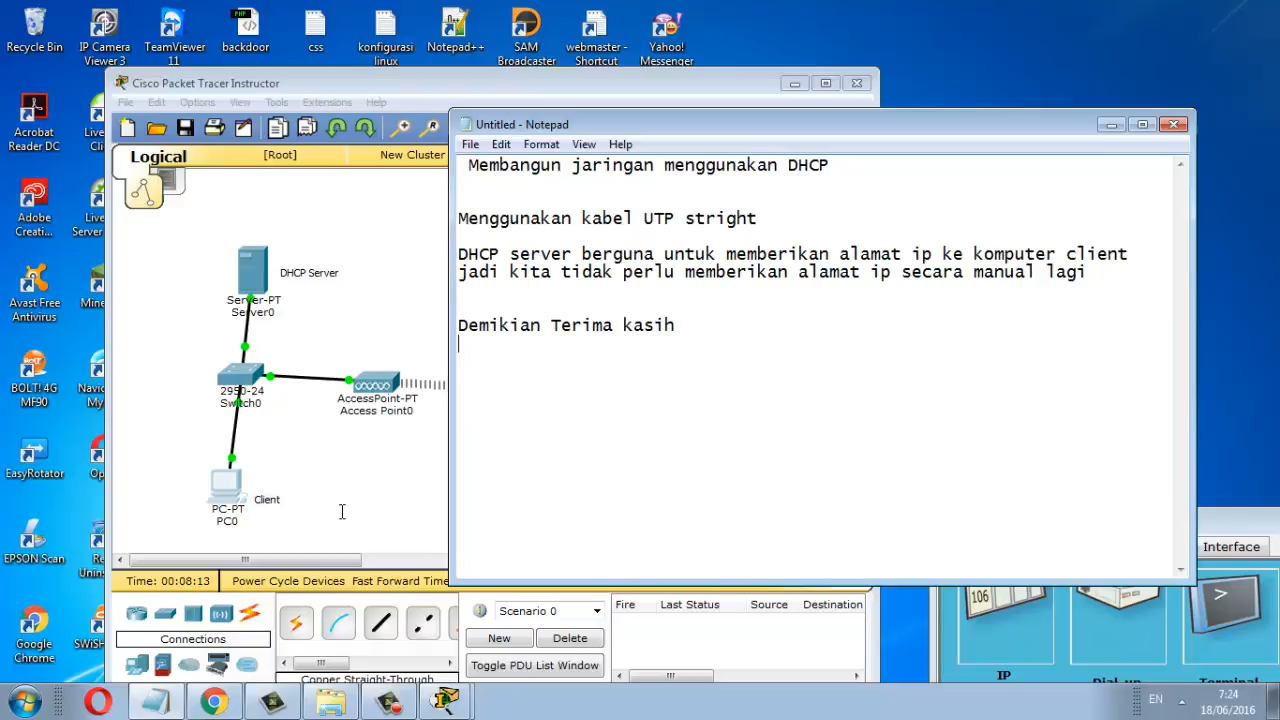 Recycle Bin
IP Camera Viewer 3
TeamViewer 11
backdoor
css
konfigurasi linux
Notepad++
SAM Broadcaster
webmaster - Shortcut
Yahoo! Messenger
Acrobat Reader DC
Adobe Creati...
Avast Free Antivirus
BOLT! 4G MF90
EasyRotator
EPSON Scan
Google Chrome
Cisco Packet Tracer Instructor
File Edit Options View Tools Extensions Help
Logical
[Root]
New Cluster
DHCP Server
Server-PT
Server0
2950-24
Switch0
AccessPoint-PT
Access Point0
Client
PC-PT
PC0
Untitled - Notepad
File Edit Format View Help
Membangun jaringan menggunakan DHCP
Menggunakan kabel UTP stright
DHCP server berguna untuk memberikan alamat ip ke komputer client
jadi kita tidak perlu memberikan alamat ip secara manual lagi
Demikian Terima kasih
Time: 00:08:13
Power Cycle Devices Fast Forward Time
Connections
Copper Straight-Through
Scenario 0
New
Delete
Toggle PDU List Window
Fire
Last Status
Source
Destination
Interface
106
>
IP
Terminal
EN
7:24
18/06/2016